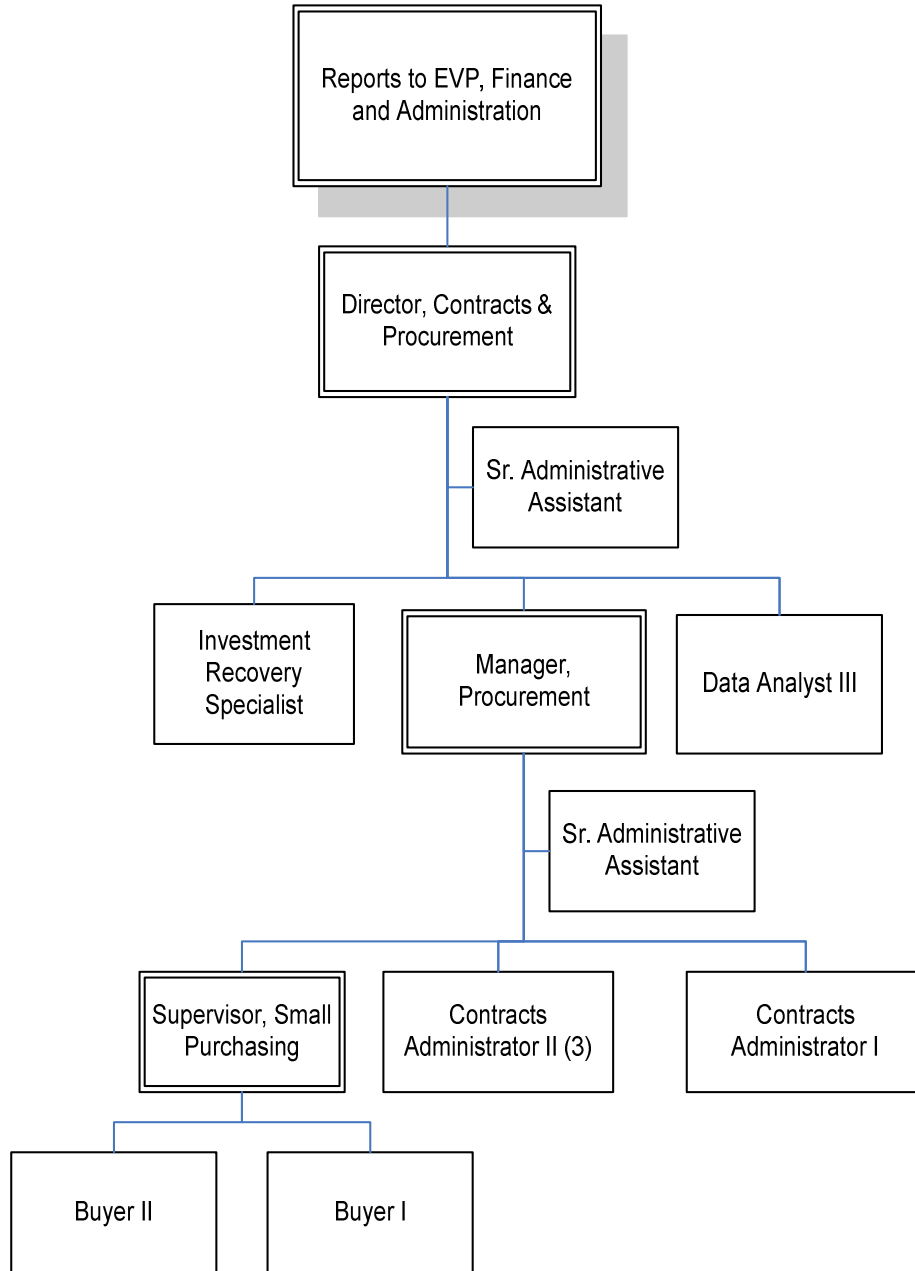 Reports to EVP, Finance
and Administration
Director, Contracts &
Procurement
Sr. Administrative
Assistant
Investment
Recovery
Specialist
Manager,
Procurement
Data Analyst III
Sr. Administrative
Assistant
Supervisor, Small
Purchasing
Contracts
Administrator II (3)
Contracts
Administrator I
Buyer II
Buyer I